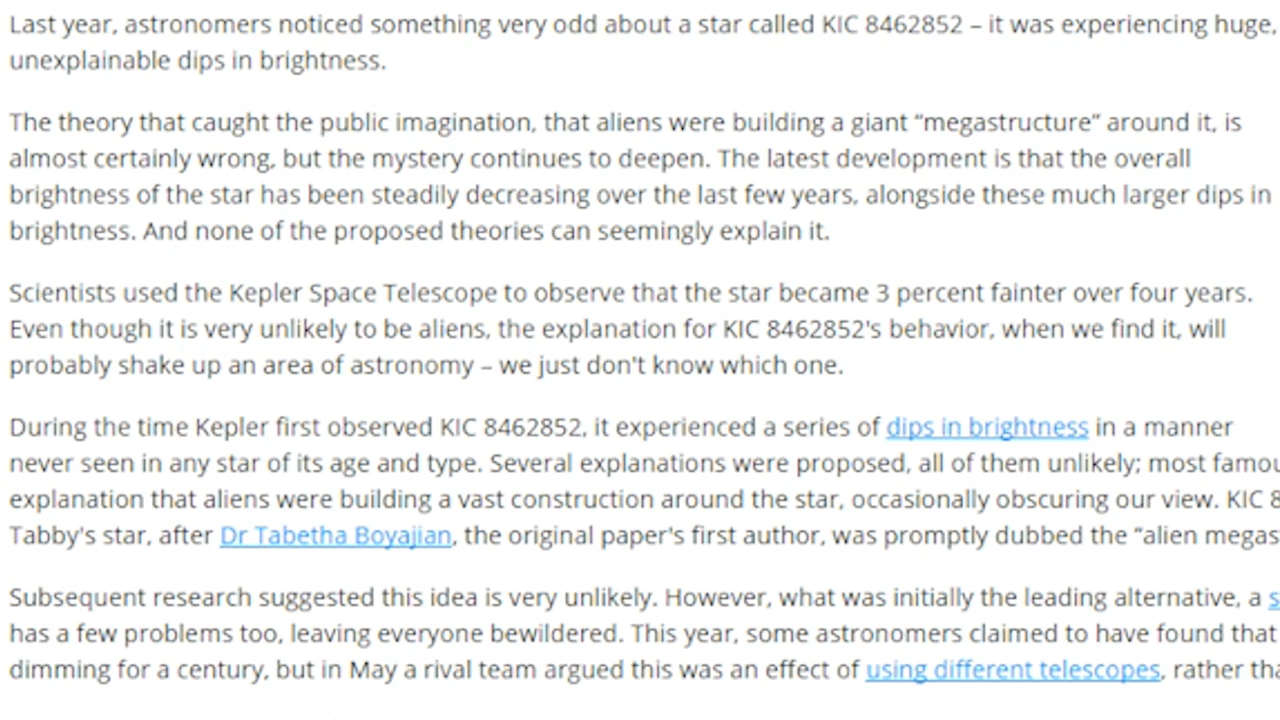 Last year, astronomers noticed something very odd about a star called KIC 8462852 – it was experiencing huge,
unexplainable dips in brightness.
The theory that caught the public imagination, that aliens were building a giant “megastructure” around it, is
almost certainly wrong, but the mystery continues to deepen. The latest development is that the overall
brightness of the star has been steadily decreasing over the last few years, alongside these much larger dips in
brightness. And none of the proposed theories can seemingly explain it.
Scientists used the Kepler Space Telescope to observe that the star became 3 percent fainter over four years.
Even though it is very unlikely to be aliens, the explanation for KIC 8462852's behavior, when we find it, will
probably shake up an area of astronomy – we just don't know which one.
During the time Kepler first observed KIC 8462852, it experienced a series of dips in brightness in a manner
never seen in any star of its age and type. Several explanations were proposed, all of them unlikely; most
explanation that aliens were building a vast construction around the star, occasionally obscuring our view. KIC
Tabby's star, after Dr Tabetha Boyajian, the original paper's first author, was promptly dubbed the “alien
Subsequent research suggested this idea is very unlikely. However, what was initially the leading alternative, a
has a few problems too, leaving everyone bewildered. This year, some astronomers claimed to have found that
dimming for a century, but in May a rival team argued this was an effect of using different telescopes, rather